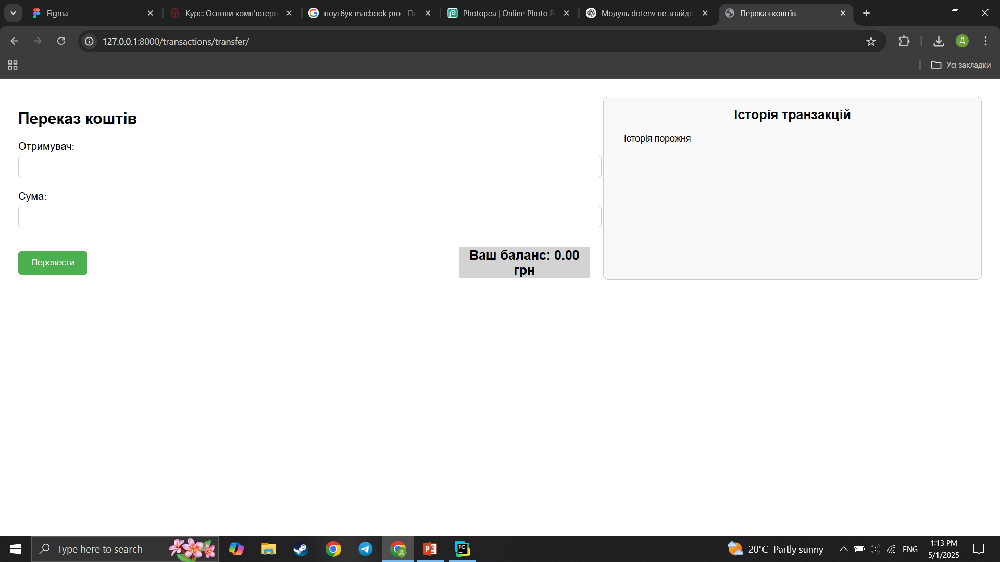 Figma
Курс: Основи комп'ютерн
ноутбук macbook pro - По
Photopea | Online Photo E
Модуль dotenv не знайде
Переказ коштів
127.0.0.1:8000/transactions/transfer/
Д
Усі закладки
Переказ коштів
Отримувач:
Сума:
Перевести
Ваш баланс: 0.00
грн
Історія транзакцій
Історія порожня
Type here to search
20°C Partly sunny
ENG
1:13 PM
5/1/2025